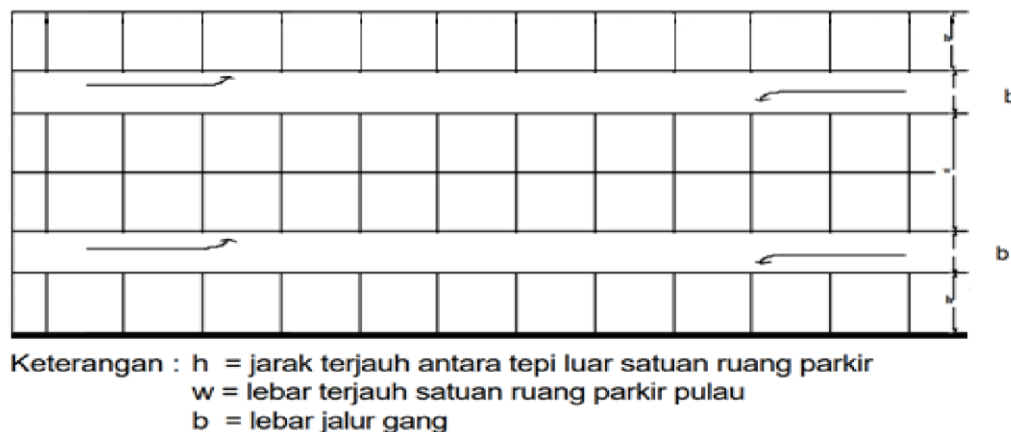 b
b
Keterangan : h = jarak terjauh antara tepi luar satuan ruang parkir
w = lebar terjauh satuan ruang parkir pulau
b = lebar jalur gang